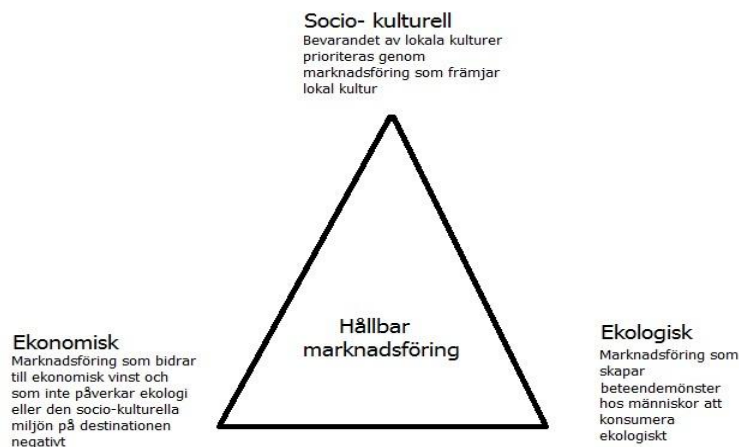 Socio- kulturell
Bevarandet av lokala kulturer
prioriteras genom
marknadsföring som främjar
lokal kultur
Hållbar
marknadsföring
Ekonomisk
Marknadsföring som bidrar
till ekonomisk vinst och
som inte påverkar ekologi
eller den socio-kulturella
miljön på destinationen
negativt
Ekologisk
Marknadsföring som
skapar
beteendemönster
hos människor att
konsumera
ekologiskt